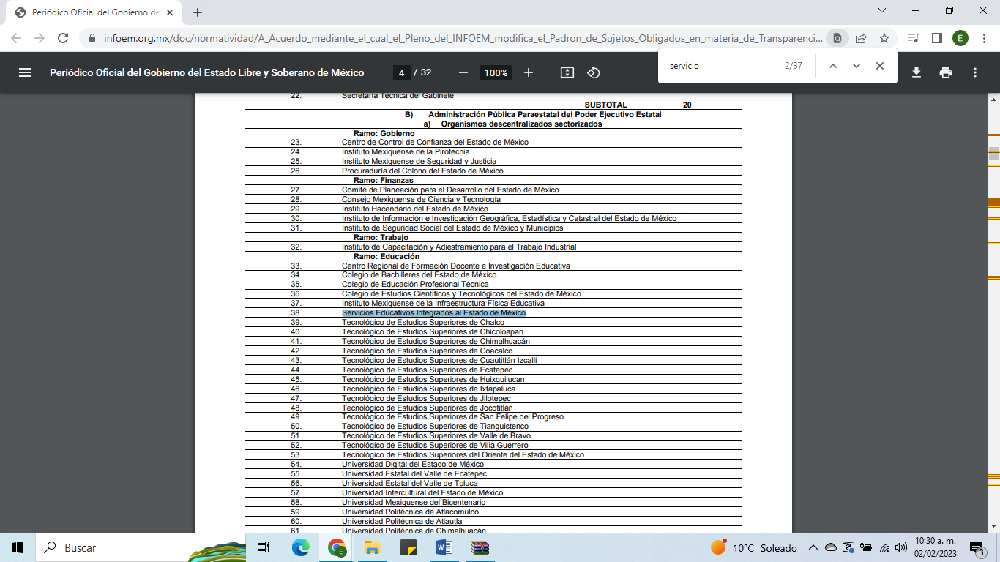 Periódico Oficial del Gobierno de
infoem.org.mx/doc/normatividad/A_Acuerdo_mediante_el_cual_el_Pleno_del_INFOEM_modifica_el_Padron_de_Sujetos_Obligados_en_materia_de_Transparenci...
E
servicio 2/37
Periódico Oficial del Gobierno del Estado Libre y Soberano de México 4 / 32 100%
22. Secretaría Técnica del Gabinete
SUBTOTAL 20
B) Administración Pública Paraestatal del Poder Ejecutivo Estatal
a) Organismos descentralizados sectorizados
Ramo: Gobierno
23. Centro de Control de Confianza del Estado de México
24. Instituto Mexiquense de la Pirotecnia
25. Instituto Mexiquense de Seguridad y Justicia
26. Procuraduría del Colono del Estado de México
Ramo: Finanzas
27. Comité de Planeación para el Desarrollo del Estado de México
28. Consejo Mexiquense de Ciencia y Tecnología
29. Instituto Hacendario del Estado de México
30. Instituto de Información e Investigación Geográfica, Estadística y Catastral del Estado de México
31. Instituto de Seguridad Social del Estado de México y Municipios
Ramo: Trabajo
32. Instituto de Capacitación y Adiestramiento para el Trabajo Industrial
Ramo: Educación
33. Centro Regional de Formación Docente e Investigación Educativa
34. Colegio de Bachilleres del Estado de México
35. Colegio de Educación Profesional Técnica
36. Colegio de Estudios Científicos y Tecnológicos del Estado de México
37. Instituto Mexiquense de la Infraestructura Física Educativa
38. Servicios Educativos Integrados al Estado de México
39. Tecnológico de Estudios Superiores de Chalco
40. Tecnológico de Estudios Superiores de Chicoloapan
41. Tecnológico de Estudios Superiores de Chimalhuacán
42. Tecnológico de Estudios Superiores de Coacalco
43. Tecnológico de Estudios Superiores de Cuautitlán Izcalli
44. Tecnológico de Estudios Superiores de Ecatepec
45. Tecnológico de Estudios Superiores de Huixquilucan
46. Tecnológico de Estudios Superiores de Ixtapaluca
47. Tecnológico de Estudios Superiores de Jilotepec
48. Tecnológico de Estudios Superiores de Jocotitlán
49. Tecnológico de Estudios Superiores de San Felipe del Progreso
50. Tecnológico de Estudios Superiores de Tianguistenco
51. Tecnológico de Estudios Superiores de Valle de Bravo
52. Tecnológico de Estudios Superiores de Villa Guerrero
53. Tecnológico de Estudios Superiores del Oriente del Estado de México
54. Universidad Digital del Estado de México
55. Universidad Estatal del Valle de Ecatepec
56. Universidad Estatal del Valle de Toluca
57. Universidad Intercultural del Estado de México
58. Universidad Mexiquense del Bicentenario
59. Universidad Politécnica de Atlacomulco
60. Universidad Politécnica de Atlautla
61. Universidad Politécnica de Chimalhuacán
Buscar
10°C Soleado
10:30 a. m.
02/02/2023
3